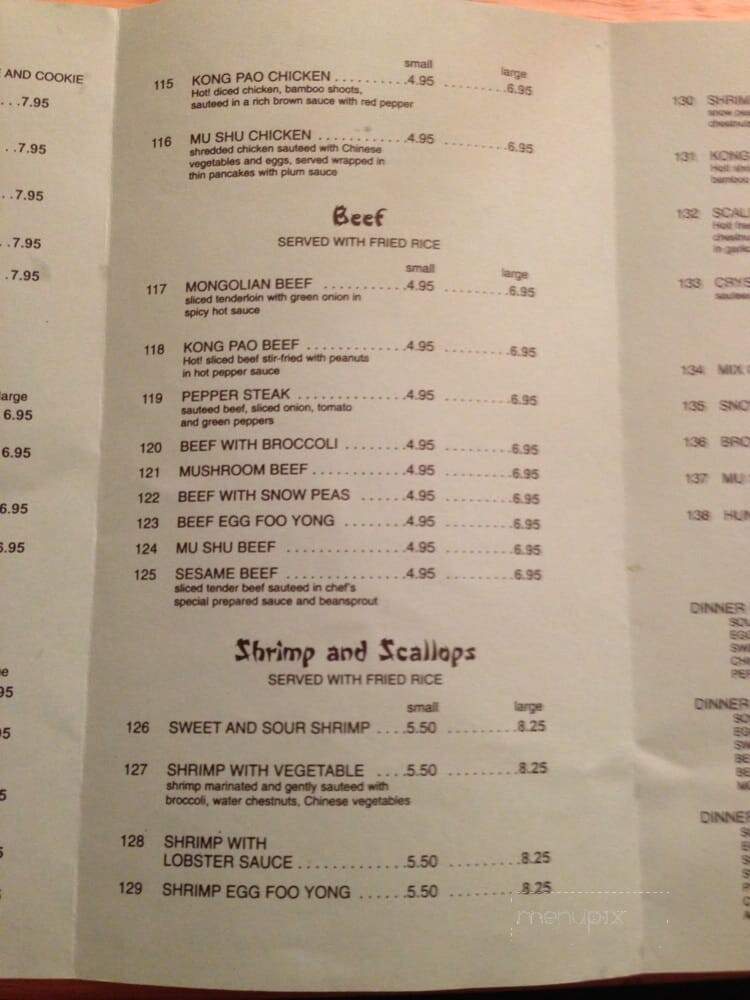 AND COOKIE
. . .7.95
. .7.95
. .7.95
. .7.95
. .7.95
large
6.95
6.95
6.95
6.95
small large
115 KONG PAO CHICKEN . . . . . . . . . .4.95 . . . . . . . . . .6.95
Hot! diced chicken, bamboo shoots,
sauteed in a rich brown sauce with red pepper
116 MU SHU CHICKEN . . . . . . . . . . . .4.95 . . . . . . . . . .6.95
shredded chicken sauteed with Chinese
vegetables and eggs, served wrapped in
thin pancakes with plum sauce
Beef
SERVED WITH FRIED RICE
small large
117 MONGOLIAN BEEF . . . . . . . . . . . .4.95 . . . . . . . . . .6.95
sliced tenderloin with green onion in
spicy hot sauce
118 KONG PAO BEEF . . . . . . . . . . . . . .4.95 . . . . . . . . . .6.95
Hot! sliced beef stir-fried with peanuts
in hot pepper sauce
119 PEPPER STEAK . . . . . . . . . . . . . . .4.95 . . . . . . . . . .6.95
sauteed beef, sliced onion, tomato
and green peppers
120 BEEF WITH BROCCOLI . . . . . . . . .4.95 . . . . . . . . . .6.95
121 MUSHROOM BEEF . . . . . . . . . . . . .4.95 . . . . . . . . . .6.95
122 BEEF WITH SNOW PEAS . . . . . . .4.95 . . . . . . . . . .6.95
123 BEEF EGG FOO YONG . . . . . . . . .4.95 . . . . . . . . . .6.95
124 MU SHU BEEF . . . . . . . . . . . . . . . .4.95 . . . . . . . . . .6.95
125 SESAME BEEF . . . . . . . . . . . . . . . .4.95 . . . . . . . . . .6.95
sliced tender beef sauteed in chef's
special prepared sauce and beansprout
Shrimp and Scallops
SERVED WITH FRIED RICE
small large
126 SWEET AND SOUR SHRIMP . . . .5.50 . . . . . . . . . .8.25
127 SHRIMP WITH VEGETABLE . . . .5.50 . . . . . . . . . .8.25
shrimp marinated and gently sauteed with
broccoli, water chestnuts, Chinese vegetables
128 SHRIMP WITH
LOBSTER SAUCE . . . . . . . . . . . . . .5.50 . . . . . . . . . .8.25
129 SHRIMP EGG FOO YONG . . . . . . .5.50 . . . . . . . . . .8.25
130 SHRIM
131 KONG
132 SCAL
133 CRYS
134 MIX
135 SNO
136 BRO
137 MU
138 HUN
DINNER
DINNER
DINNER
menupix